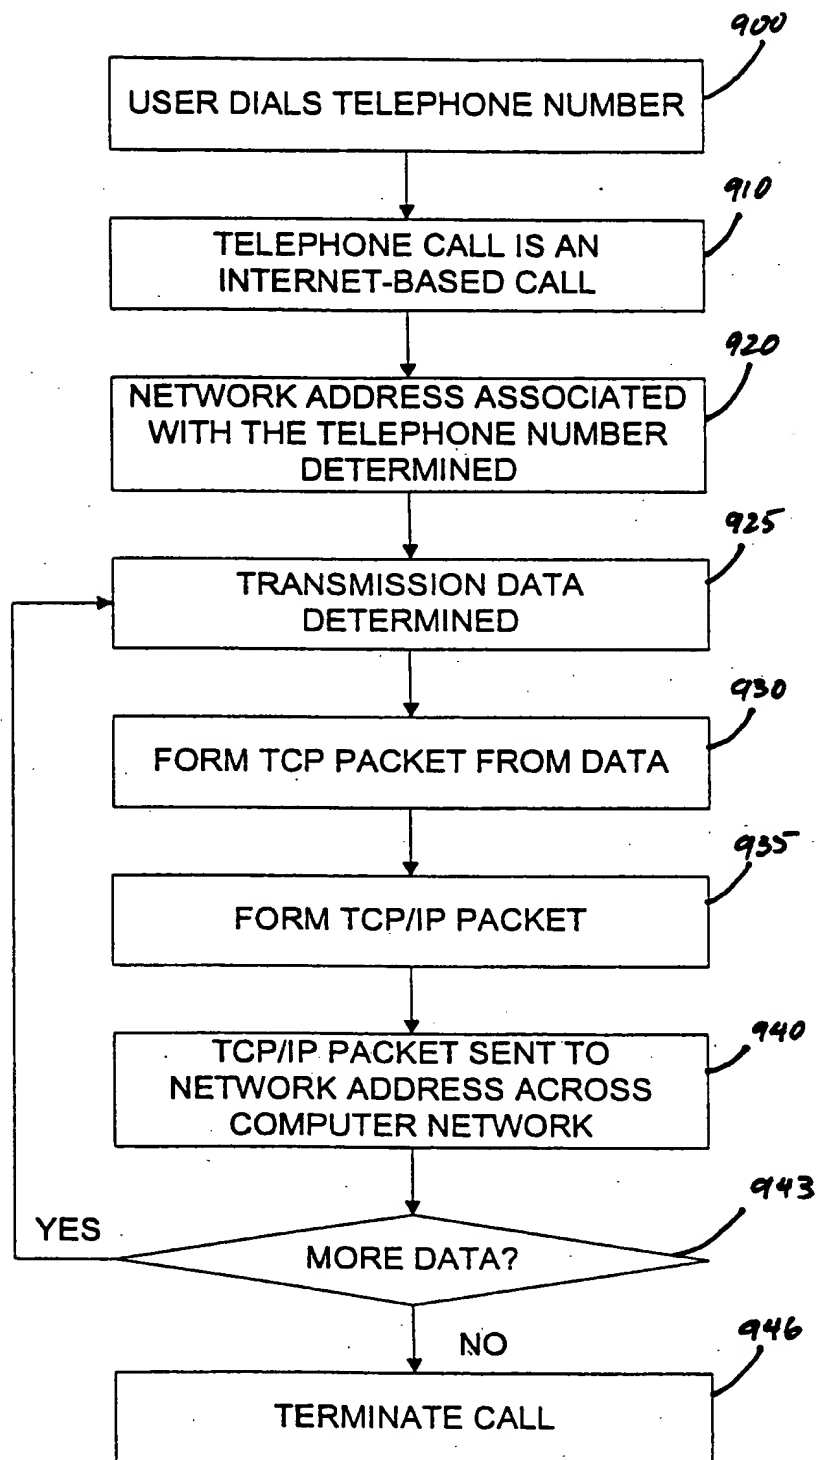 900
USER DIALS TELEPHONE NUMBER
910
TELEPHONE CALL IS AN
INTERNET-BASED CALL
920
NETWORK ADDRESS ASSOCIATED
WITH THE TELEPHONE NUMBER
DETERMINED
925
TRANSMISSION DATA
DETERMINED
930
FORM TCP PACKET FROM DATA
935
FORM TCP/IP PACKET
940
TCP/IP PACKET SENT TO
NETWORK ADDRESS ACROSS
COMPUTER NETWORK
943
YES
MORE DATA?
NO
946
TERMINATE CALL